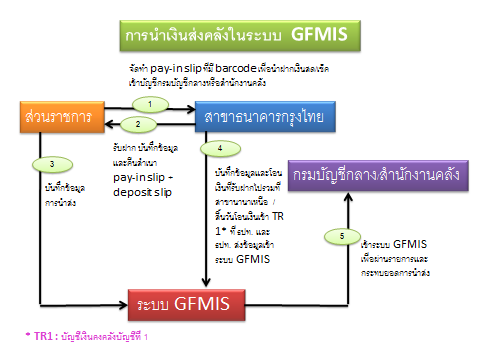 การนำเงินส่งคลังในระบบ GFMIS
จัดทำ pay-in slip ที่มี barcode เพื่อนำฝากเงินสดเช็ค
เข้าบัญชีกรมบัญชีกลางหรือสำนักงานคลัง
ส่วนราชการ
1
2
สาขาธนาคารกรุงไทย
3
รับฝาก บันทึกข้อมูล
และคืนสำเนา
pay-in slip +
deposit slip
4
บันทึกข้อมูล
การนำส่ง
บันทึกข้อมูลและโอน
เงินที่รับฝากไปรวมที่
สาขานานาเหนือ /
สิ้นวันโอนเงินเข้า TR
1* ที่ ธปท. และ
ธปท. ส่งข้อมูลเข้า
ระบบ GFMIS
กรมบัญชีกลาง/สำนักงานคลัง
5
เข้าระบบ GFMIS
เพื่อผ่านรายการและ
กระทบยอดการนำส่ง
ระบบ GFMIS
* TR1 : บัญชีเงินคงคลังบัญชีที่ 1